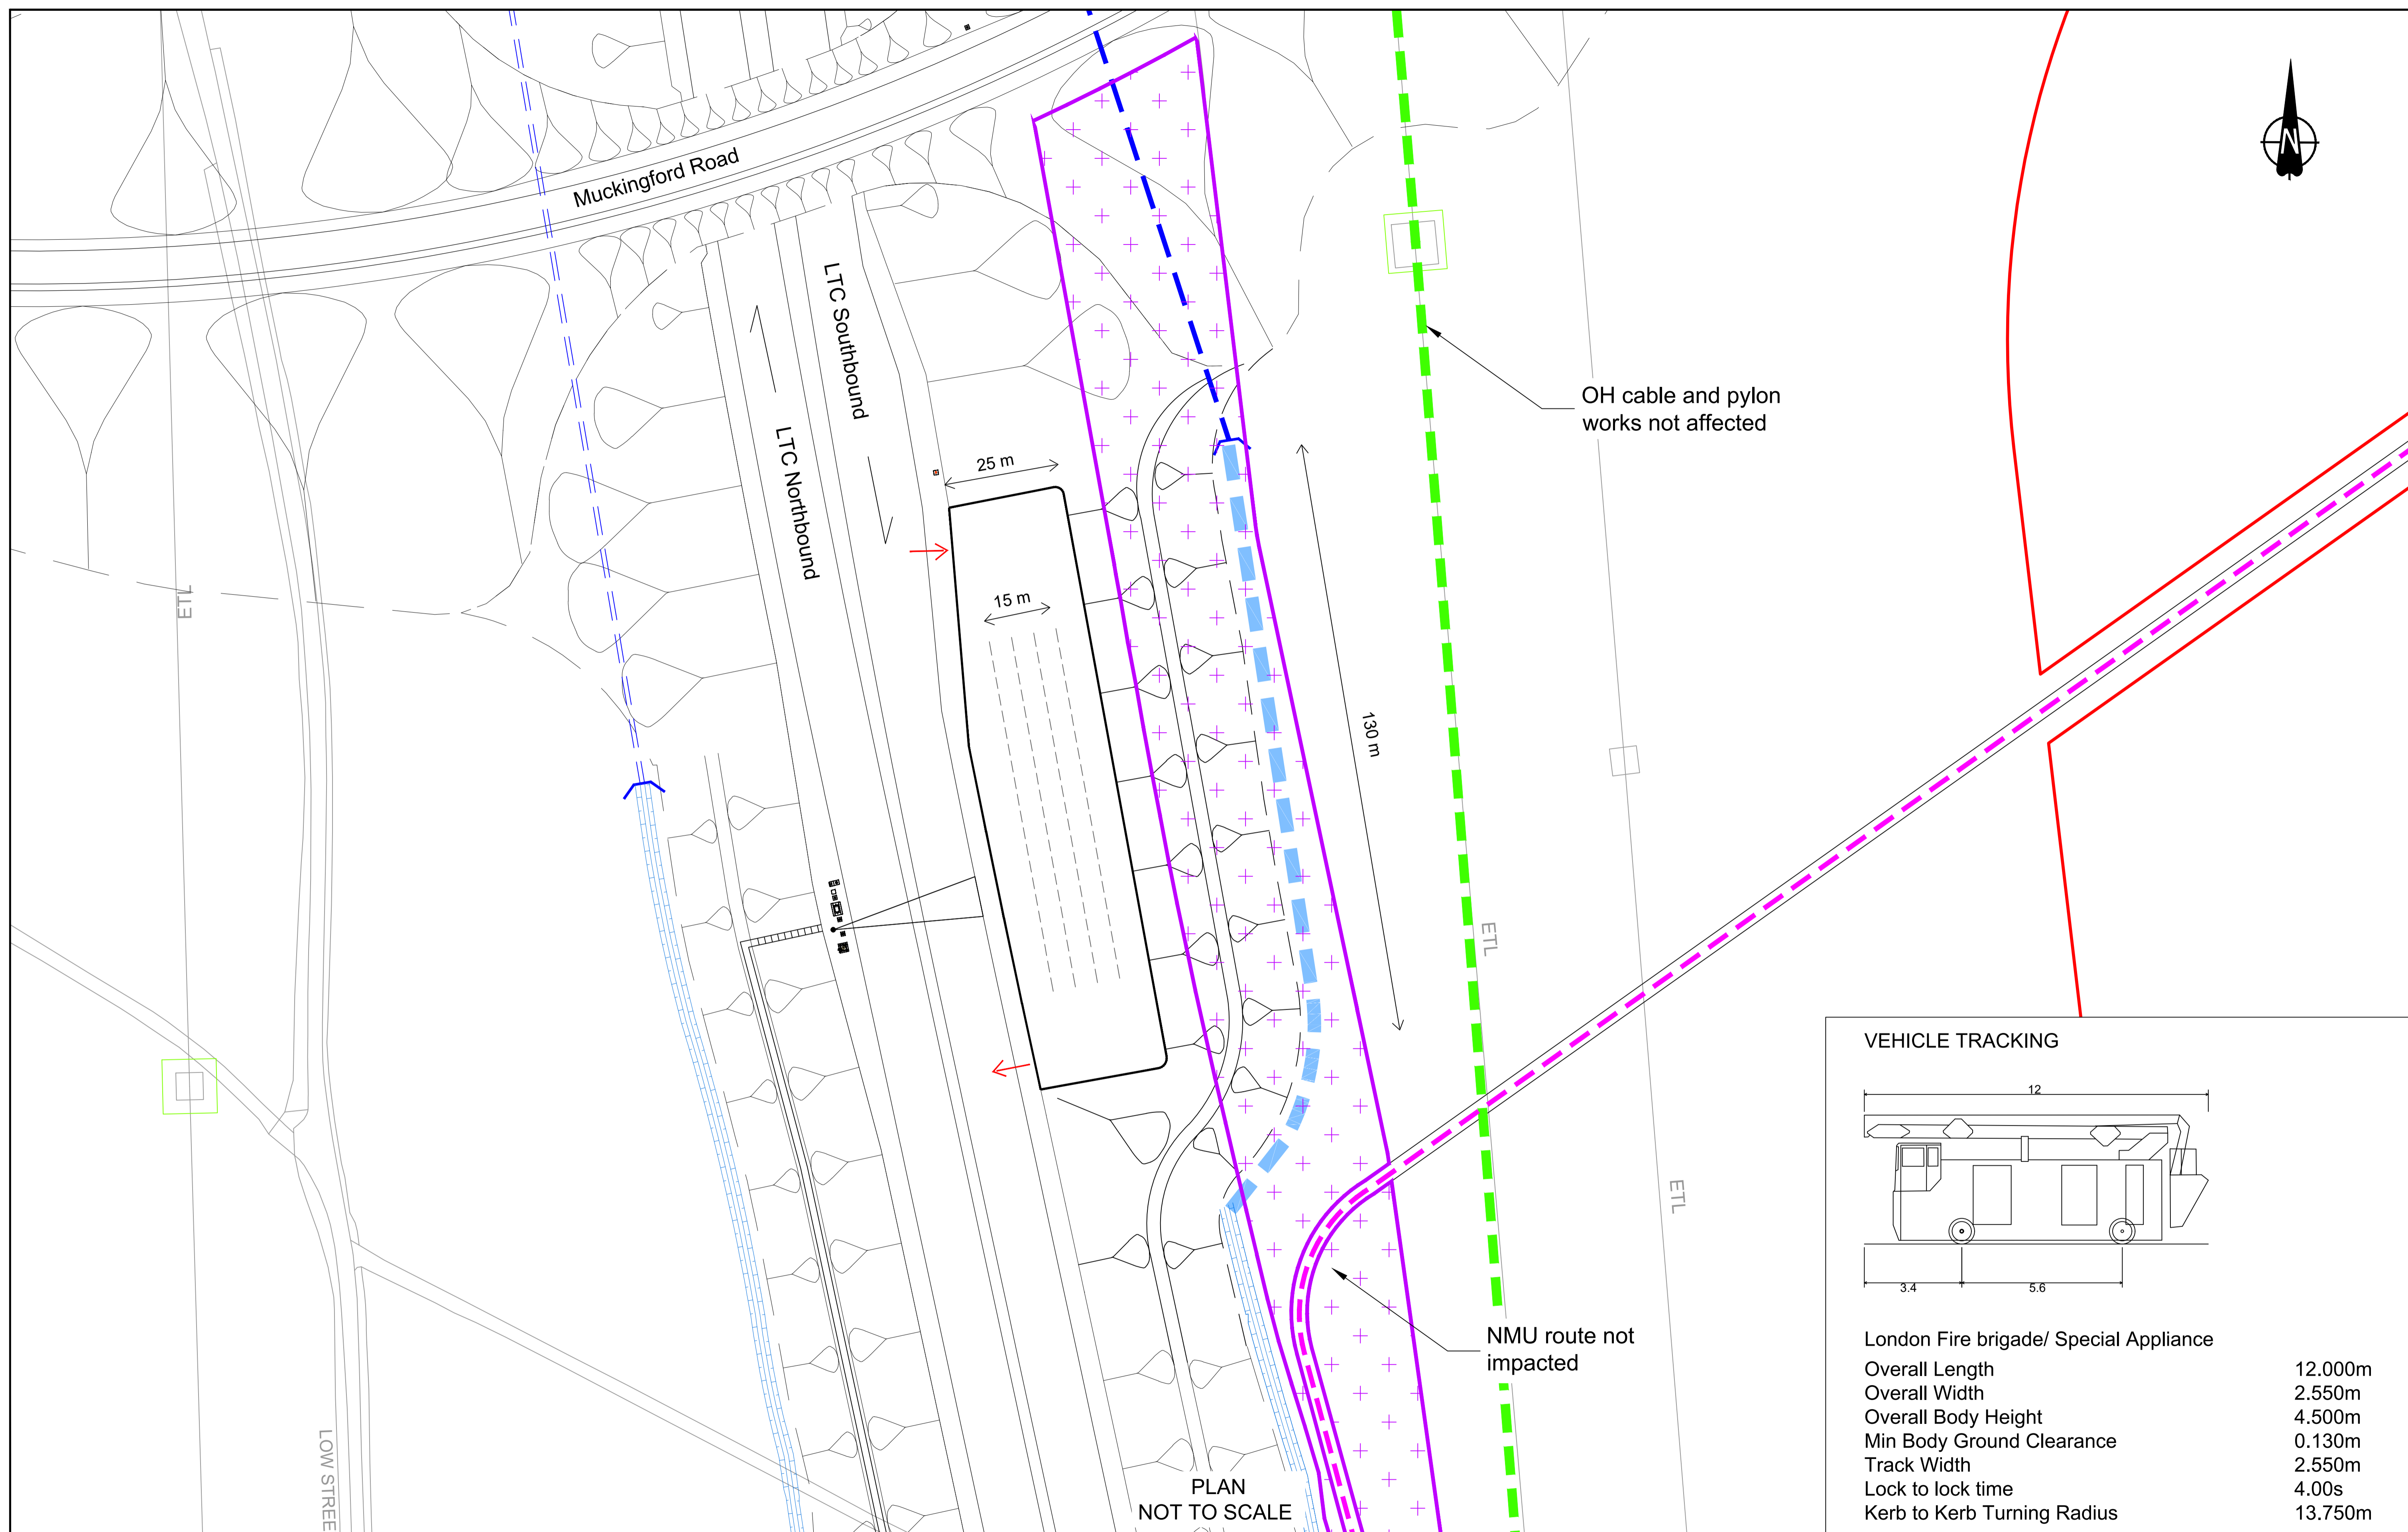 Muckingford Road
N
LTC Southbound
LTC Northbound
OH cable and pylon
works not affected
25 m
15 m
130 m
ETL
ETL
ETL
LOW STREE
NMU route not
impacted
PLAN
NOT TO SCALE
VEHICLE TRACKING
12
3.4
5.6
London Fire brigade/ Special Appliance
Overall Length 12.000m
Overall Width 2.550m
Overall Body Height 4.500m
Min Body Ground Clearance 0.130m
Track Width 2.550m
Lock to lock time 4.00s
Kerb to Kerb Turning Radius 13.750m